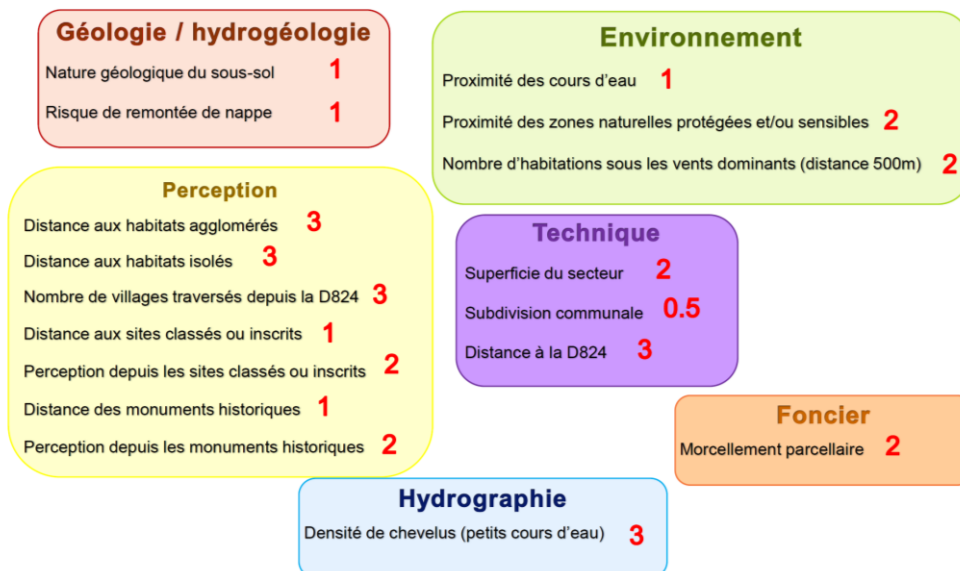 Géologie / hydrogéologie
Nature géologique du sous-sol 1
Risque de remontée de nappe 1
Environnement
Proximité des cours d'eau 1
Proximité des zones naturelles protégées et/ou sensibles 2
Nombre d'habitations sous les vents dominants (distance 500m) 2
Perception
Distance aux habitats agglomérés 3
Distance aux habitats isolés 3
Nombre de villages traversés depuis la D824 3
Distance aux sites classés ou inscrits 1
Perception depuis les sites classés ou inscrits 2
Distance des monuments historiques 1
Perception depuis les monuments historiques 2
Technique
Superficie du secteur 2
Subdivision communale 0.5
Distance à la D824 3
Foncier
Morcellement parcellaire 2
Hydrographie
Densité de chevelus (petits cours d'eau) 3